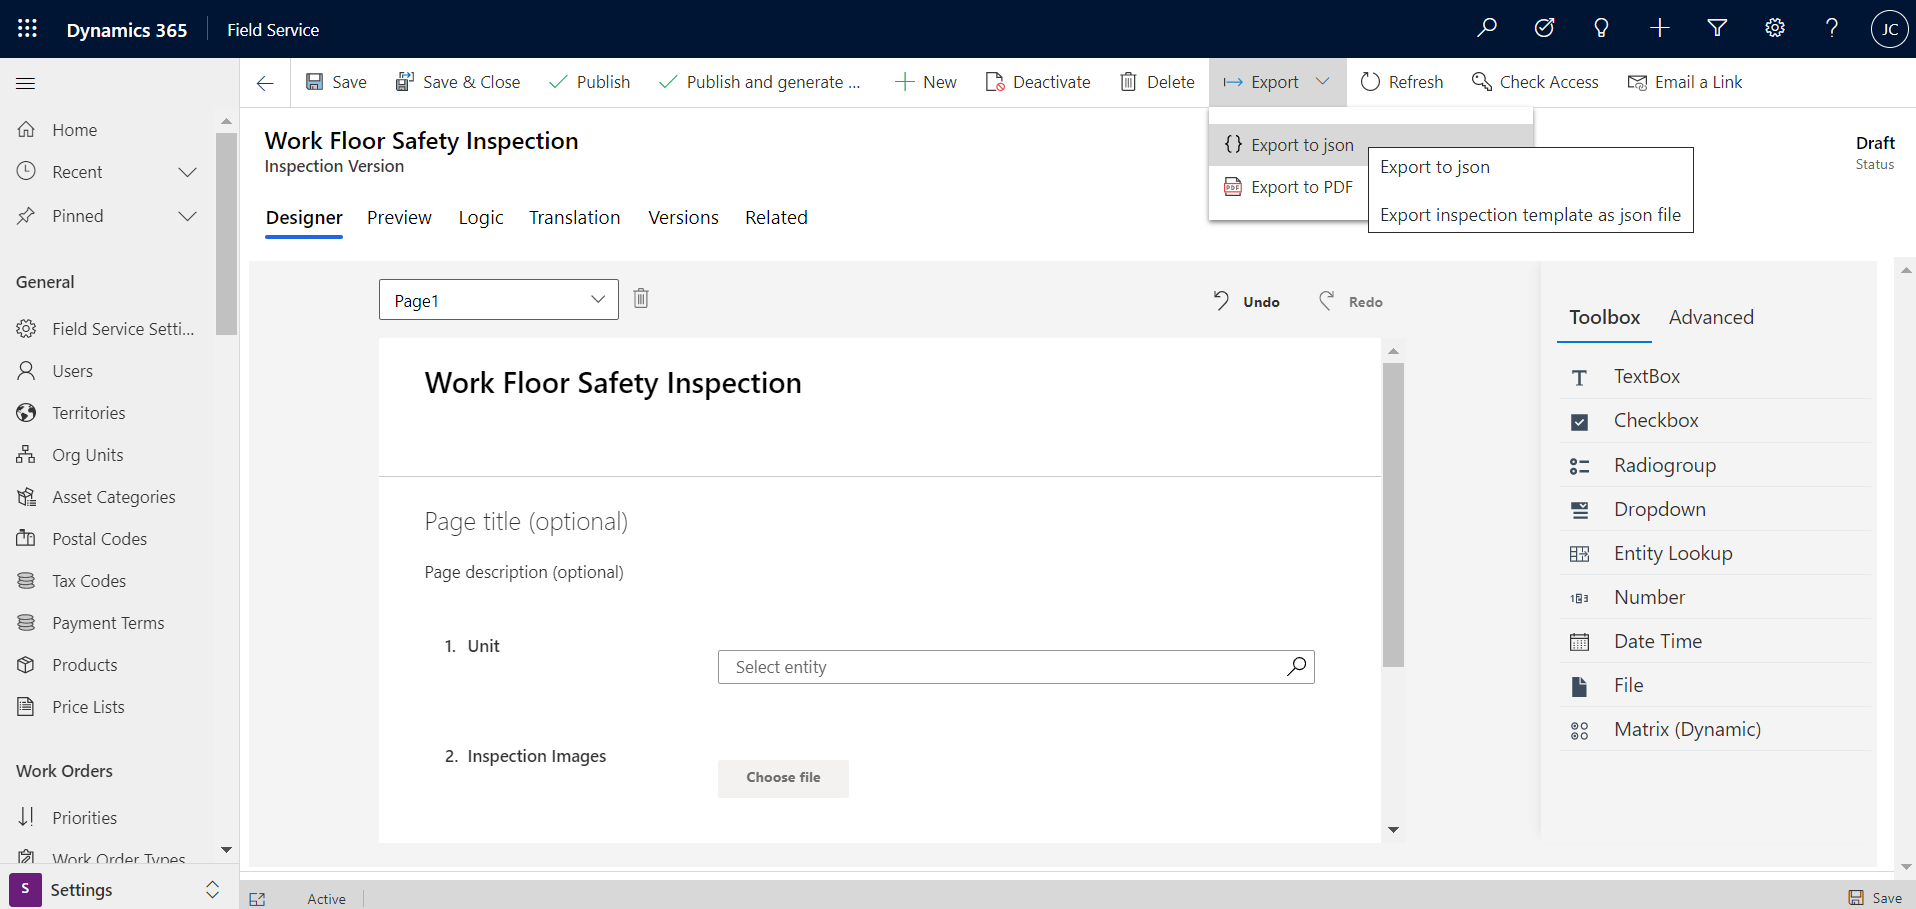 Dynamics 365
Field Service
JC
Save
Save & Close
Publish
Publish and generate ...
New
Deactivate
Delete
Export
Refresh
Check Access
Email a Link
Home
Recent
Pinned
General
Field Service Setti...
Users
Territories
Org Units
Asset Categories
Postal Codes
Tax Codes
Payment Terms
Products
Price Lists
Work Orders
Priorities
Work Order Types
S
Settings
Work Floor Safety Inspection
Inspection Version
Draft
Status
Designer
Preview
Logic
Translation
Versions
Related
{} Export to json
PDF Export to PDF
Export to json
Export inspection template as json file
Page1
Undo
Redo
Work Floor Safety Inspection
Page title (optional)
Page description (optional)
1. Unit
Select entity
2. Inspection Images
Choose file
Toolbox
Advanced
TextBox
Checkbox
Radiogroup
Dropdown
Entity Lookup
123 Number
Date Time
File
Matrix (Dynamic)
Active
Save